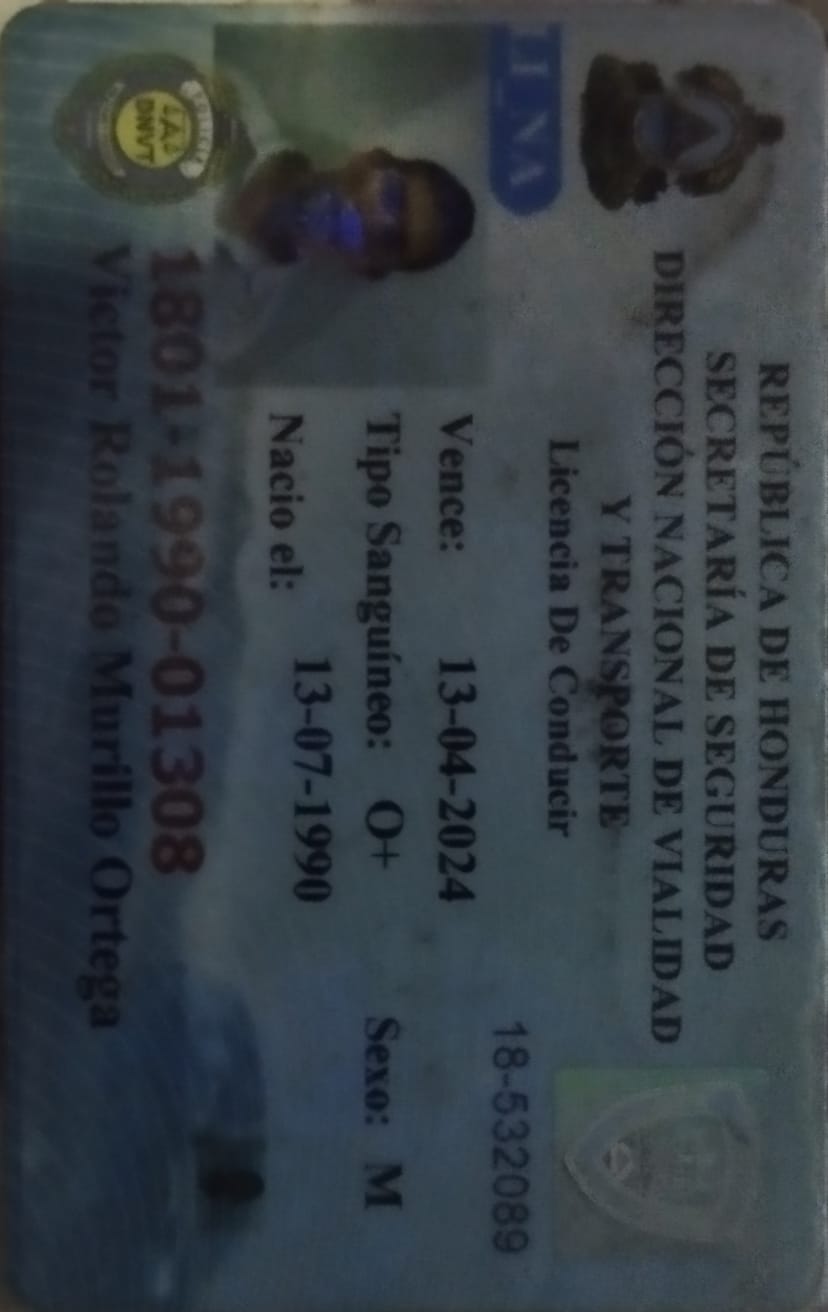 REPÚBLICA DE HONDURAS
SECRETARÍA DE SEGURIDAD
DIRECCIÓN NACIONAL DE VIALIDAD
Y TRANSPORTE
Licencia De Conducir
18-532089
Vence: 13-04-2024
Tipo Sanguíneo: O+ Sexo: M
Nacio el: 13-07-1990
DNVT
1801-1990-01308
Victor Rolando Murillo Ortega